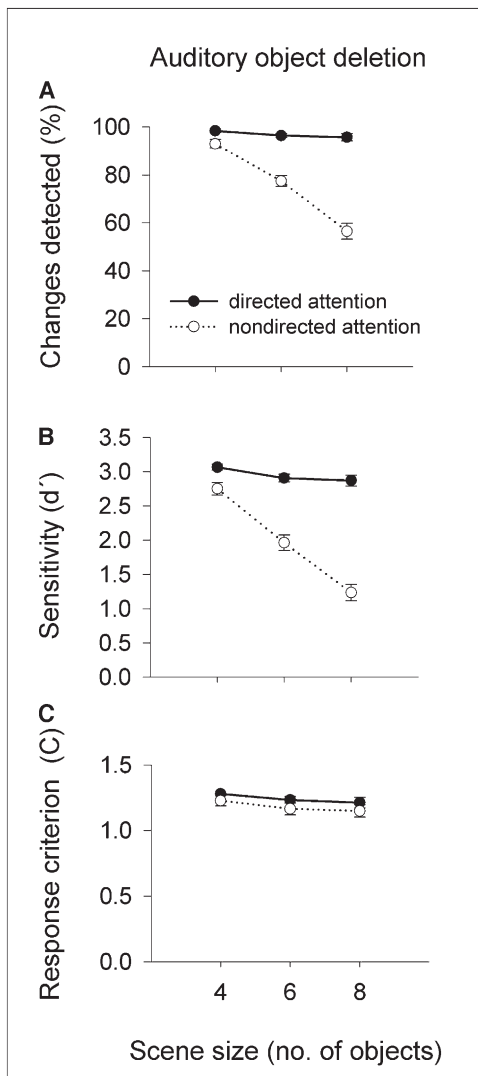 Auditory object deletion
A
Changes detected (%)
100
80
60
40
20
0
directed attention
nondirected attention
B
Sensitivity (d´)
3.5
3.0
2.5
2.0
1.5
1.0
0.5
0.0
C
Response criterion (C)
1.5
1.0
0.5
0.0
4 6 8
Scene size (no. of objects)